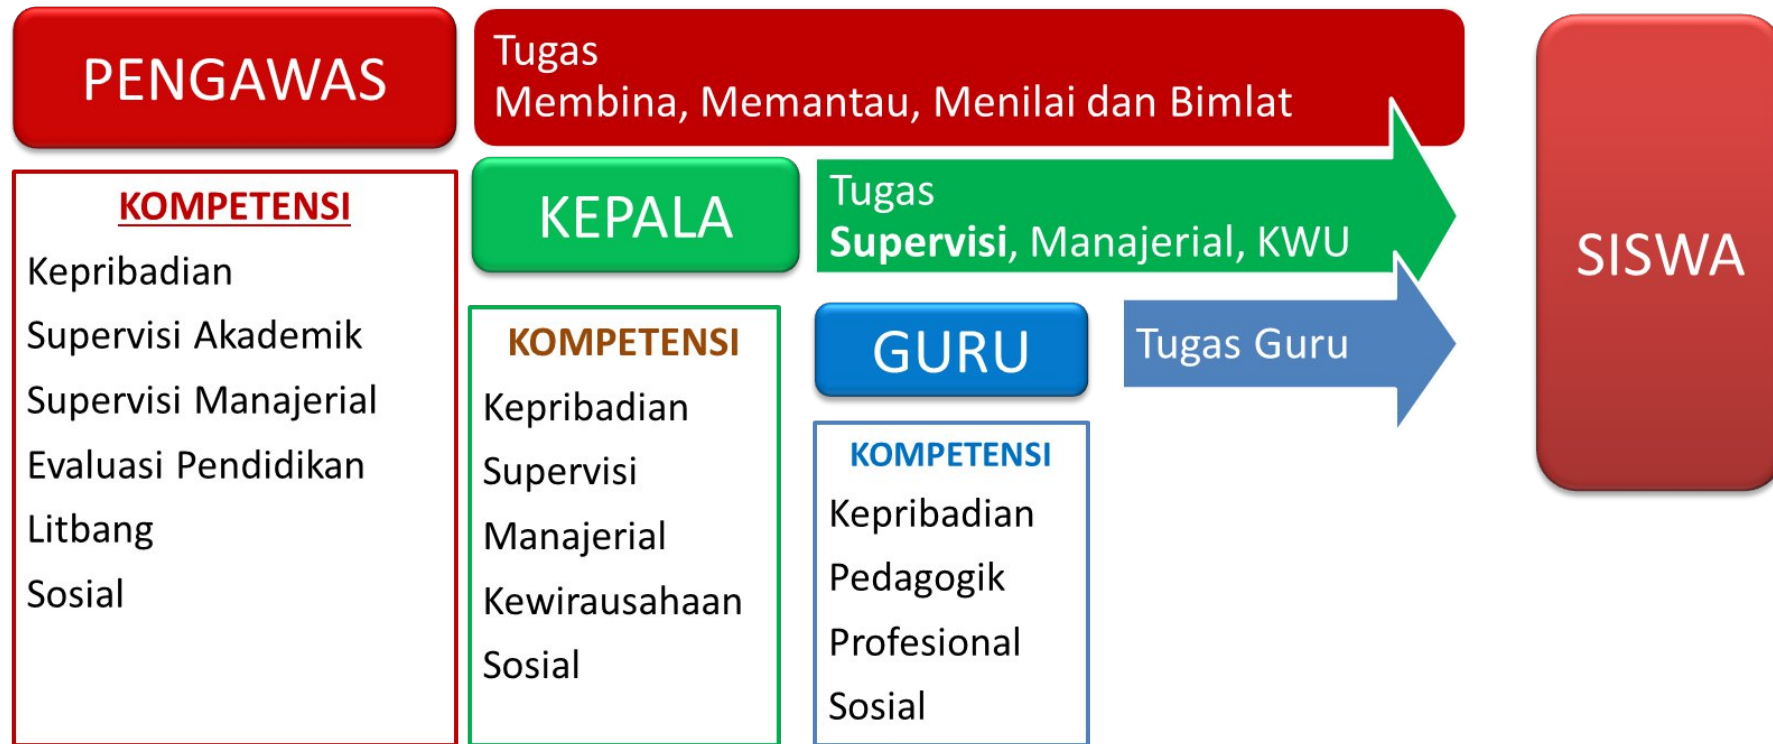 PENGAWAS
Tugas
Membina, Memantau, Menilai dan Bimlat
KOMPETENSI
Kepribadian
Supervisi Akademik
Supervisi Manajerial
Evaluasi Pendidikan
Litbang
Sosial
KEPALA
Tugas
Supervisi, Manajerial, KWU
KOMPETENSI
Kepribadian
Supervisi
Manajerial
Kewirausahaan
Sosial
GURU
Tugas Guru
KOMPETENSI
Kepribadian
Pedagogik
Profesional
Sosial
SISWA